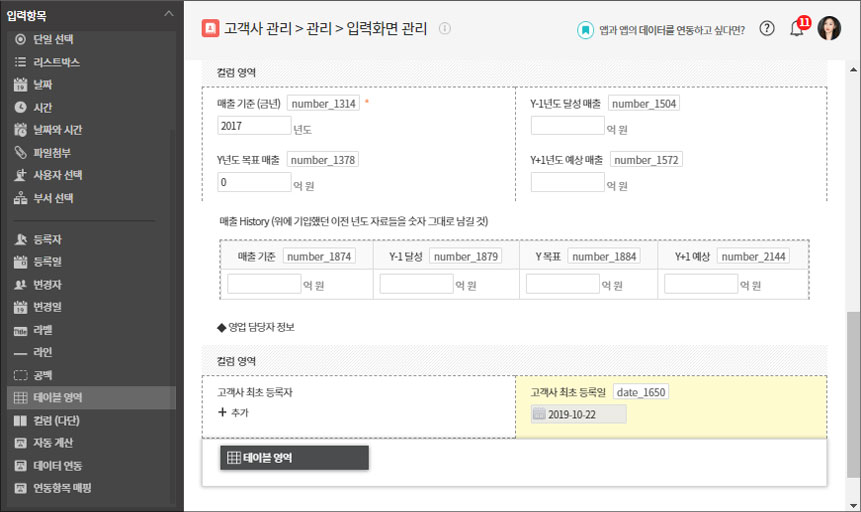 입력항목
단일 선택
리스트박스
날짜
시간
날짜와 시간
파일첨부
사용자 선택
부서 선택
등록자
등록일
변경자
변경일
라벨
라인
공백
테이블 영역
컬럼 (다단)
자동 계산
데이터 연동
연동항목 매핑
고객사 관리 > 관리 > 입력화면 관리
앱과 앱의 데이터를 연동하고 싶다면?
11
컬럼 영역
매출 기준 (금년) number_1314 *
2017 년도
Y-1년도 달성 매출 number_1504
억 원
Y년도 목표 매출 number_1378
0 억 원
Y+1년도 예상 매출 number_1572
억 원
매출 History (위에 기입했던 이전 년도 자료들을 숫자 그대로 남길 것)
매출 기준 number_1874 Y-1 달성 number_1879 Y 목표 number_1884 Y+1 예상 number_2144
억 원 억 원 억 원 억 원
◆ 영업 담당자 정보
컬럼 영역
고객사 최초 등록자
+ 추가
고객사 최초 등록일 date_1650
2019-10-22
테이블 영역